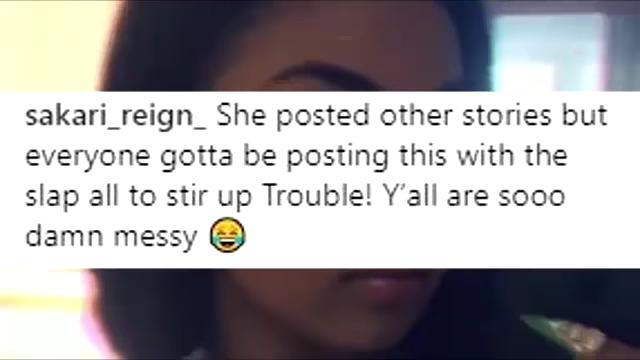 sakari_reign_ She posted other stories but
everyone gotta be posting this with the
slap all to stir up Trouble! Y'all are sooo
damn messy 😂